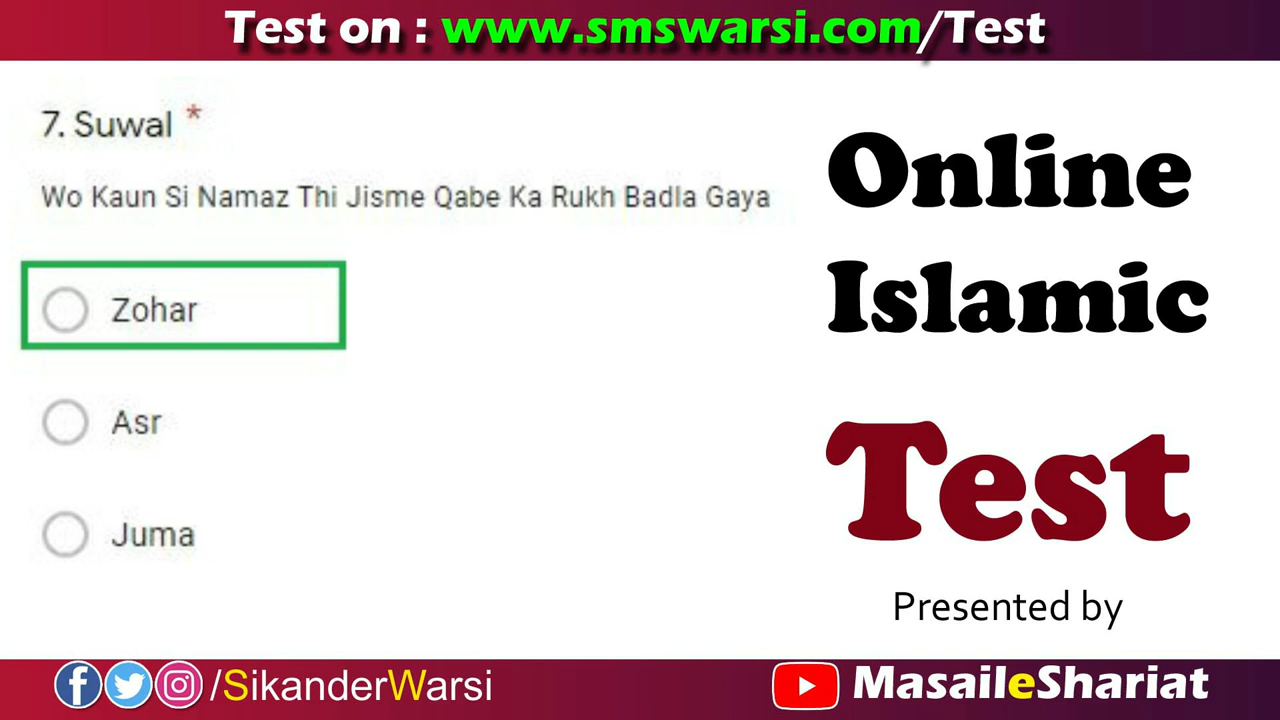 Test on : www.smswarsi.com/Test
7. Suwal *
Wo Kaun Si Namaz Thi Jisme Qabe Ka Rukh Badla Gaya
Zohar
Asr
Juma
Online
Islamic
Test
Presented by
/SikanderWarsi
MasaileShariat